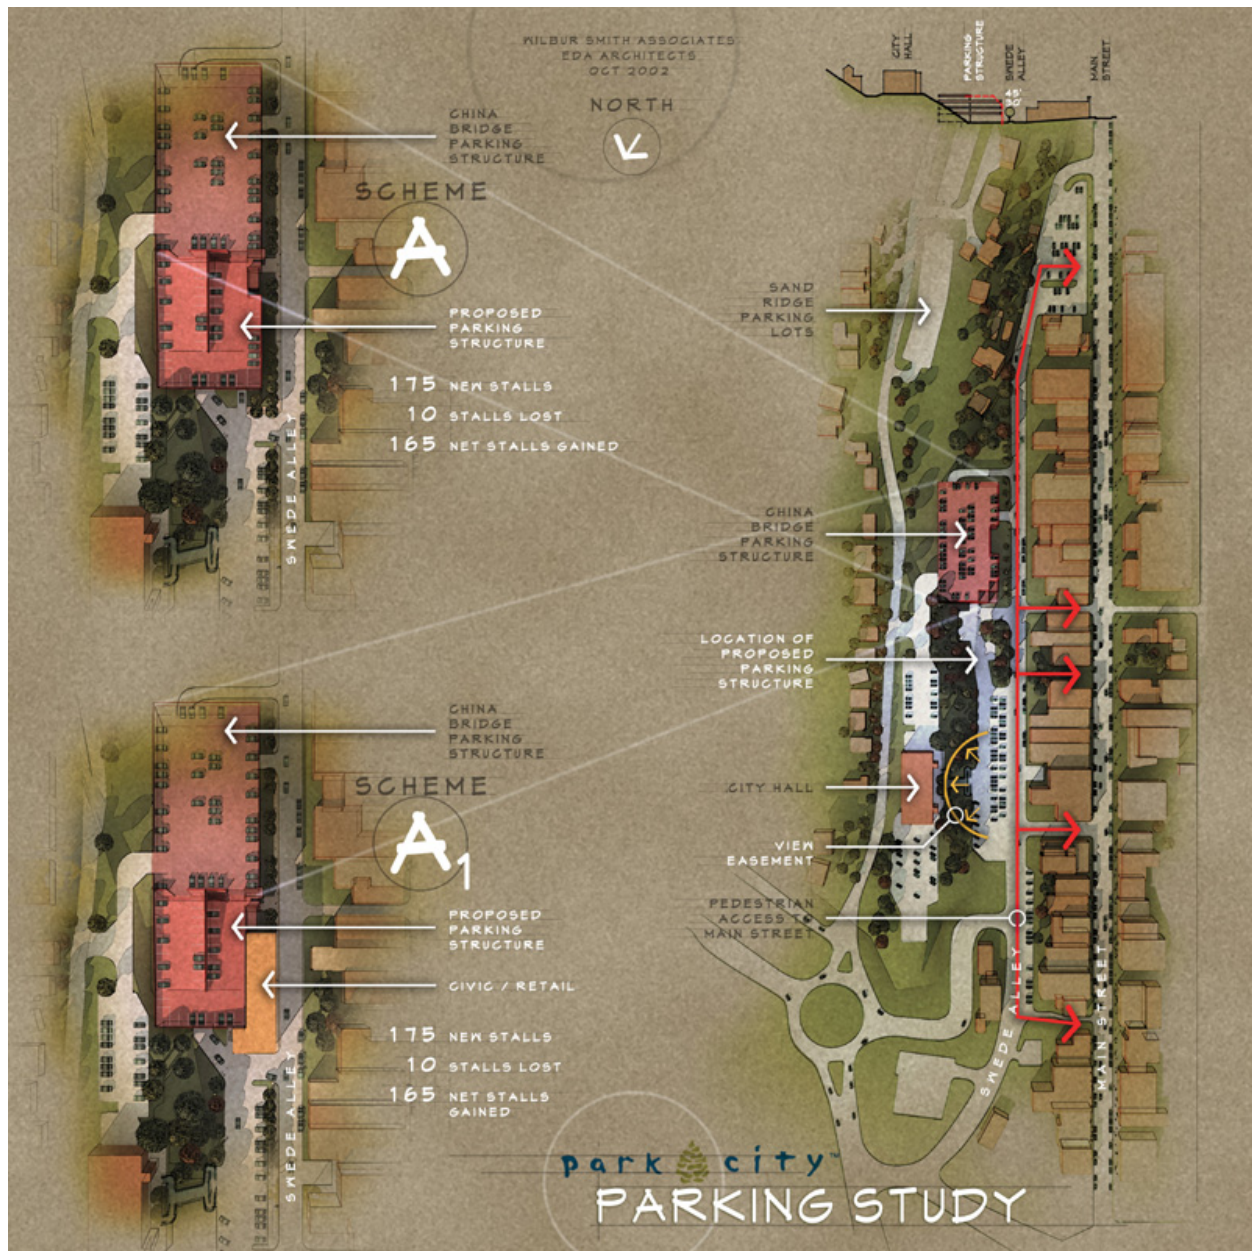 WILBUR SMITH ASSOCIATES
EDA ARCHITECTS
OCT 2002
NORTH
CHINA
BRIDGE
PARKING
STRUCTURE
SCHEME
A
PROPOSED
PARKING
STRUCTURE
175 NEW STALLS
10 STALLS LOST
165 NET STALLS GAINED
SWEDE ALLEY
CHINA
BRIDGE
PARKING
STRUCTURE
SCHEME
A1
PROPOSED
PARKING
STRUCTURE
CIVIC / RETAIL
175 NEW STALLS
10 STALLS LOST
165 NET STALLS
GAINED
SWEDE ALLEY
CITY
HALL
PARKING
STRUCTURE
SWEDE
ALLEY
MAIN
STREET
45'
30'
SAND
RIDGE
PARKING
LOTS
CHINA
BRIDGE
PARKING
STRUCTURE
LOCATION OF
PROPOSED
PARKING
STRUCTURE
CITY HALL
VIEW
EASEMENT
PEDESTRIAN
ACCESS TO
MAIN STREET
SWEDE ALLEY
MAIN STREET
park city™
PARKING STUDY